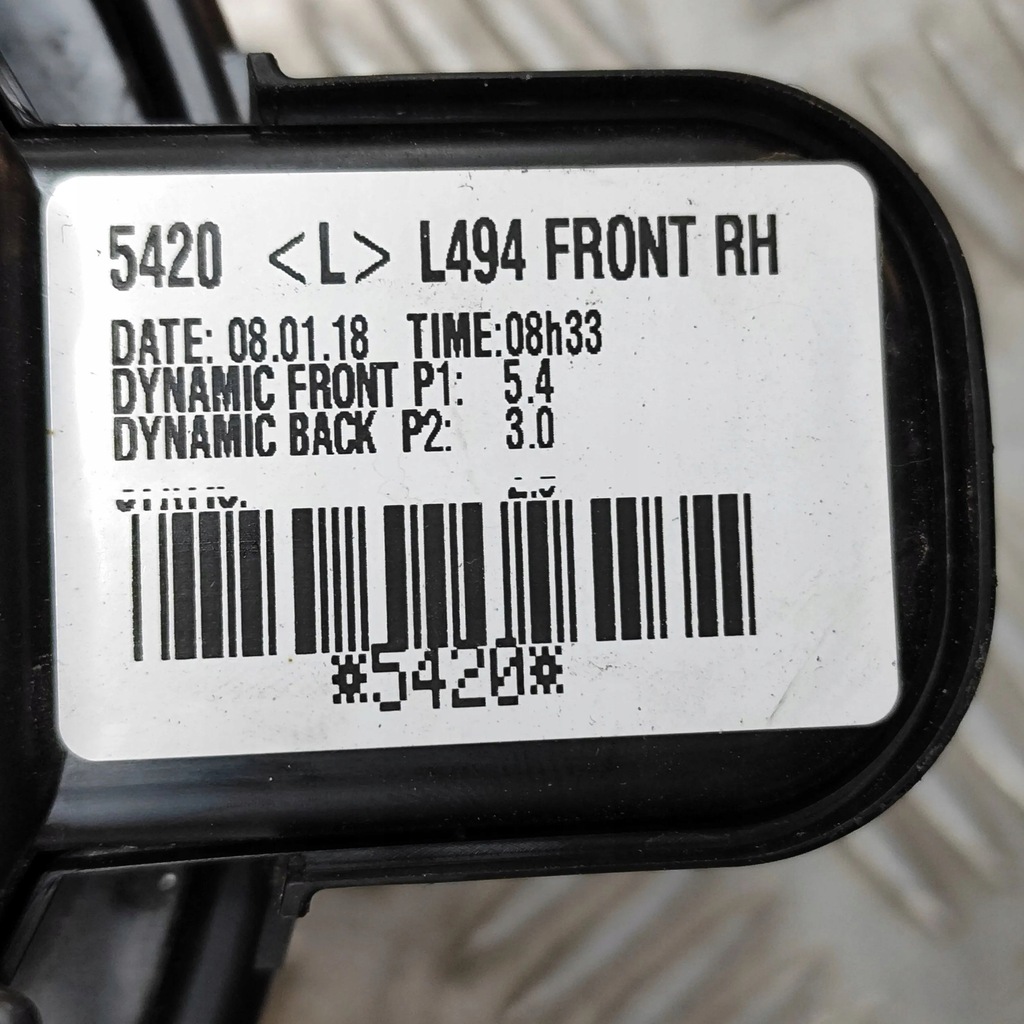 5420 <L> L494 FRONT RH
DATE: 08.01.18 TIME:08h33
DYNAMIC FRONT P1: 5.4
DYNAMIC BACK P2: 3.0
*5420*